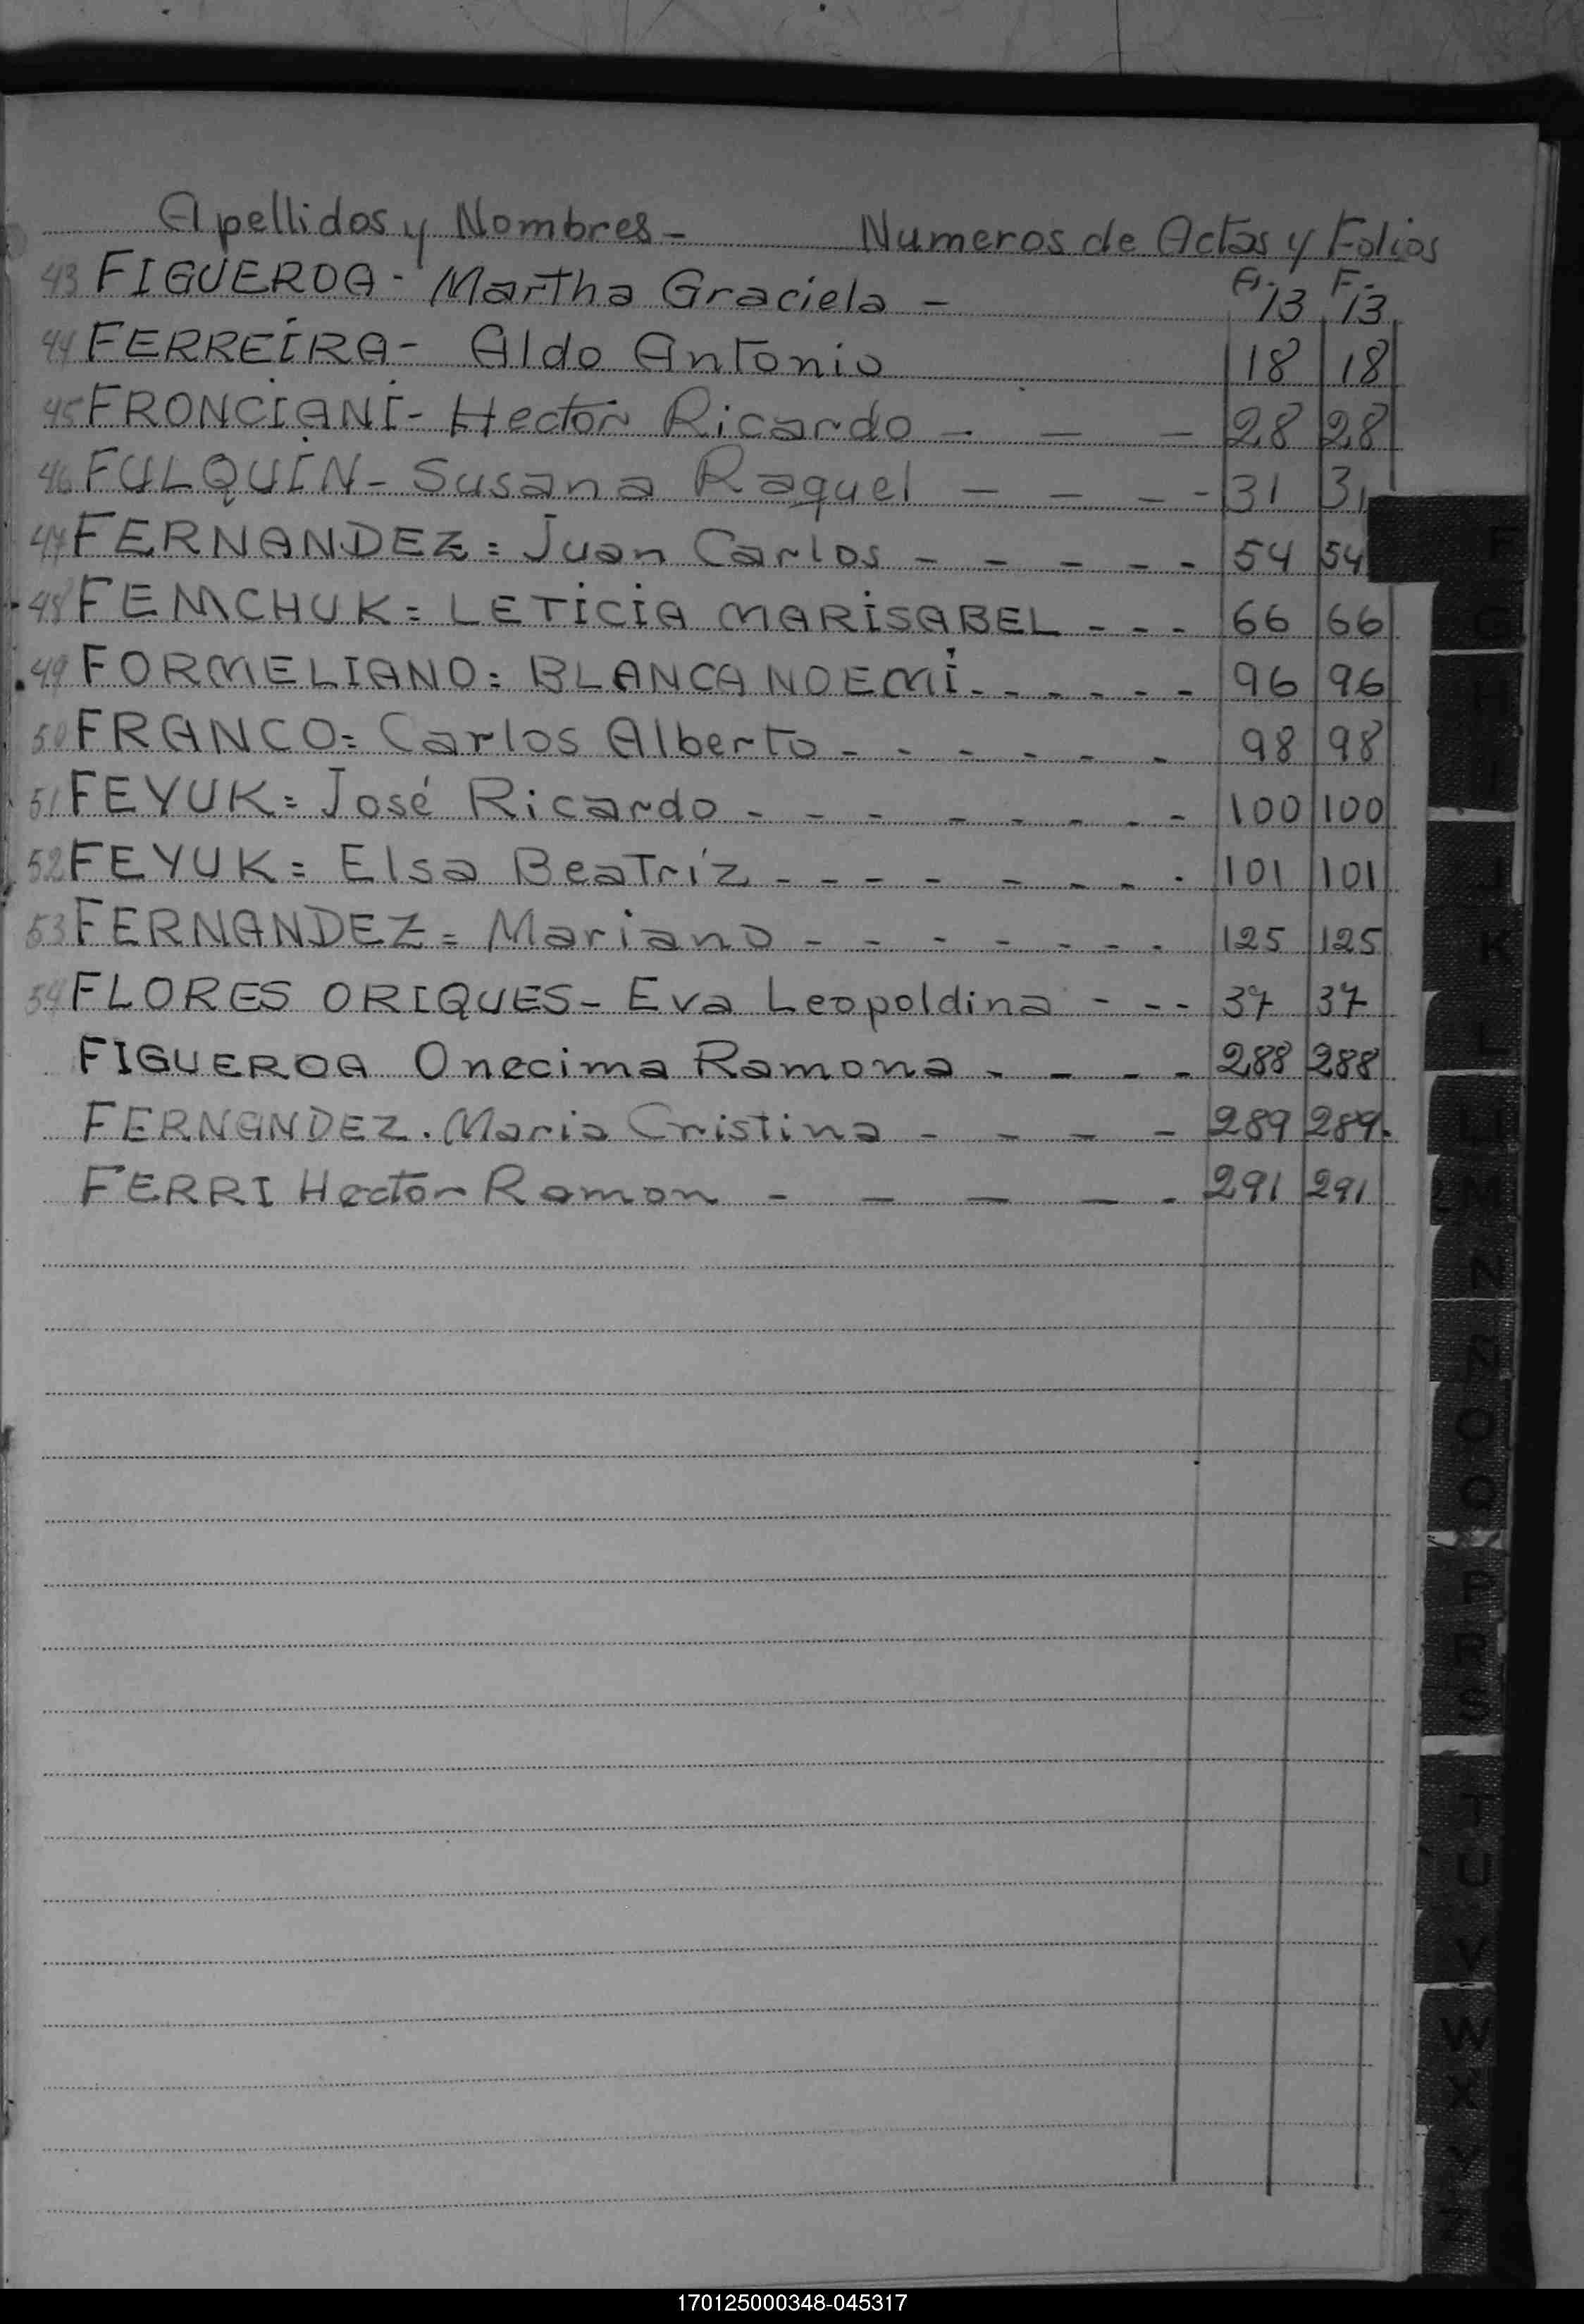 Apellidos y Nombres - Numeros de Actas y Folios
A. F.
43 FIGUEROA - Martha Graciela - 13 13
44 FERREIRA - Aldo Antonio 18 18
45 FRONCIANI - Hector Ricardo - - - 28 28
46 FULQUIN - Susana Raquel - - - - 31 31
47 FERNANDEZ = Juan Carlos - - - - - 54 54
F
48 FEMCHUK = LETICIA MARISABEL - - - 66 66
G
49 FORMELIANO = BLANCA NOEMÍ - - - - - 96 96
H
50 FRANCO = Carlos Alberto - - - - - - 98 98
I
51 FEYUK = José Ricardo - - - - - - - - 100 100
52 FEYUK = Elsa Beatríz - - - - - - - - 101 101
J
53 FERNANDEZ = Mariano - - - - - - - 125 125
K
54 FLORES ORIQUES - Eva Leopoldina - - - 37 37
L
FIGUEROA Onecima Ramona - - - - 288 288
FERNANDEZ. Maria Cristina - - - - 289 289.
FERRI Hector Ramon - - - - - 291 291
M
N
O
Q
P
R
S
T
U
V
W
X
Y
Z
170125000348-045317